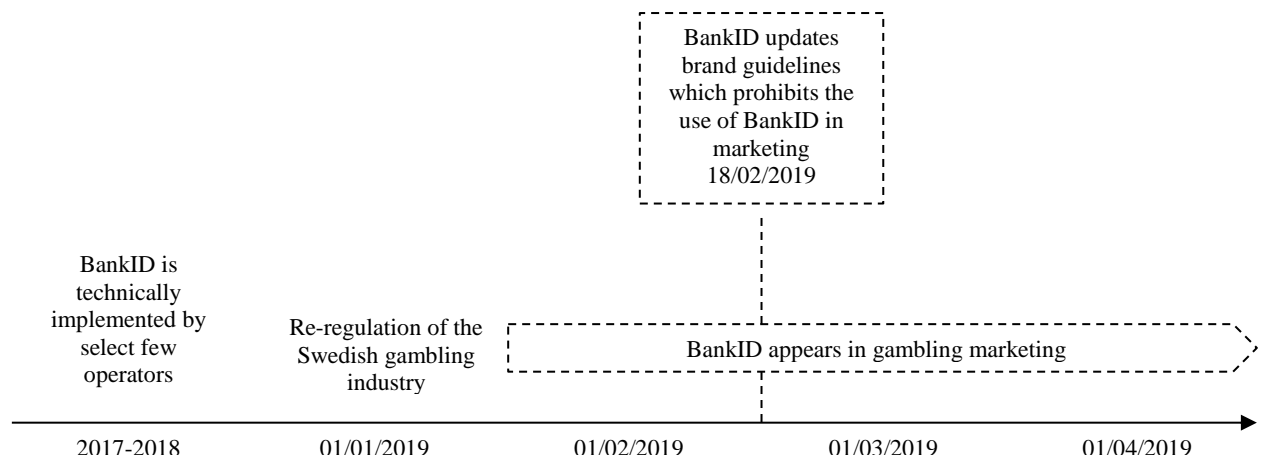 BankID updates
brand guidelines
which prohibits the
use of BankID in
marketing
18/02/2019
BankID is
technically
implemented by
select few
operators
Re-regulation of the
Swedish gambling
industry
BankID appears in gambling marketing
2017-2018
01/01/2019
01/02/2019
01/03/2019
01/04/2019